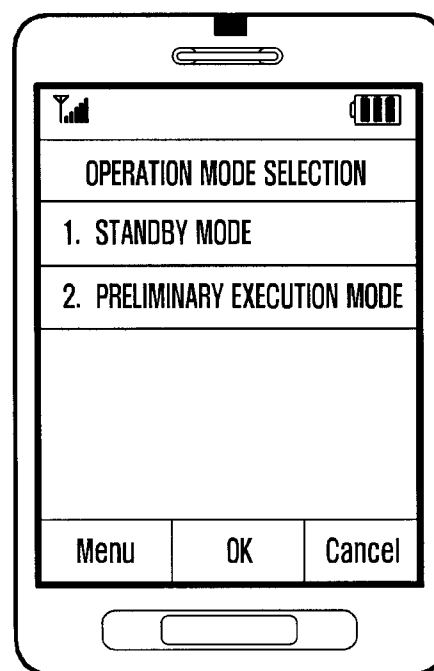 OPERATION MODE SELECTION
1. STANDBY MODE
2. PRELIMINARY EXECUTION MODE
Menu OK Cancel